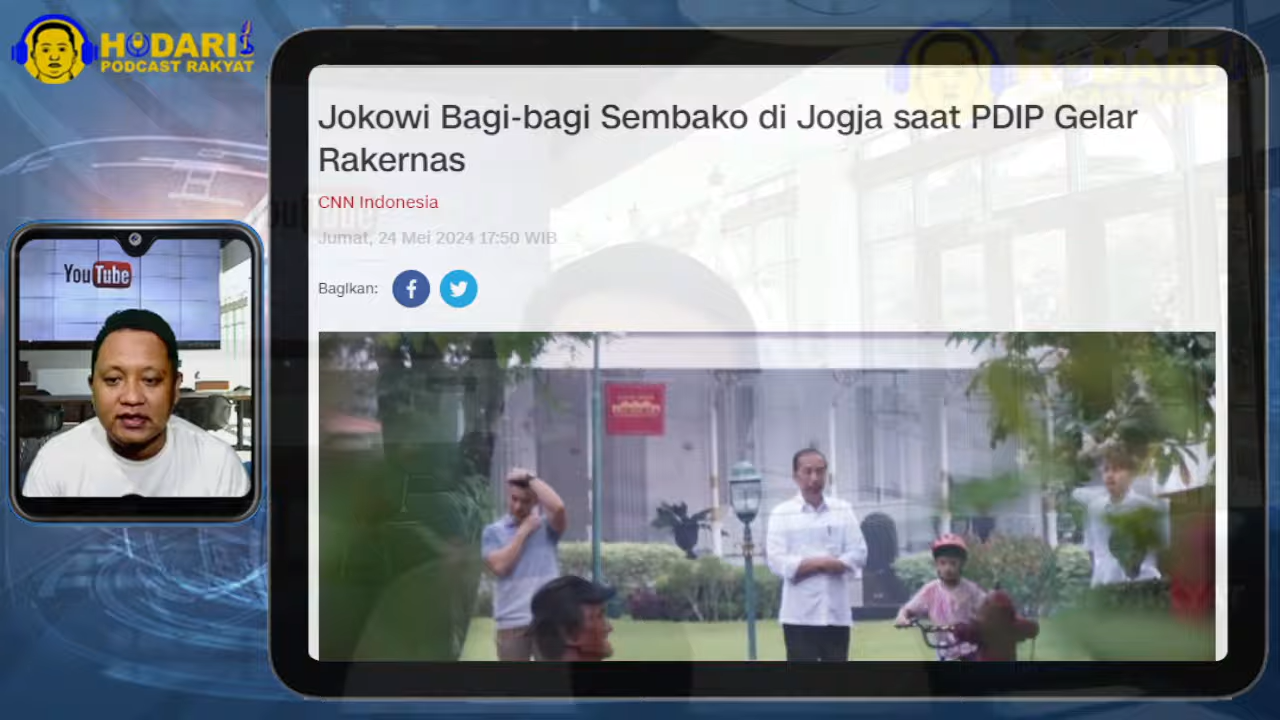 HODARI
PODCAST RAKYAT
Jokowi Bagi-bagi Sembako di Jogja saat PDIP Gelar
Rakernas
CNN Indonesia
Jumat, 24 Mei 2024 17:50 WIB
Bagikan:
YouTube